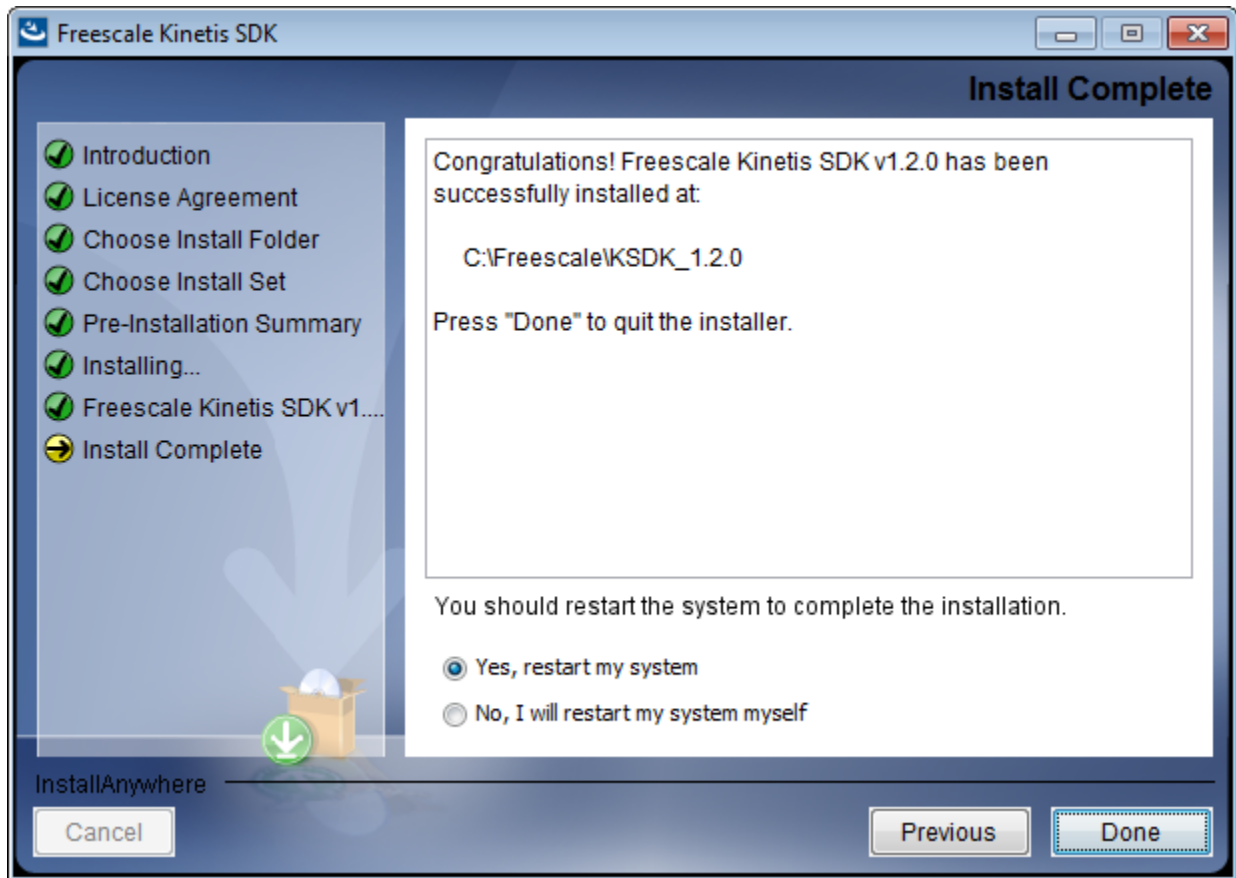 Freescale Kinetis SDK
Install Complete
Introduction
License Agreement
Choose Install Folder
Choose Install Set
Pre-Installation Summary
Installing...
Freescale Kinetis SDK v1....
Install Complete
Congratulations! Freescale Kinetis SDK v1.2.0 has been
successfully installed at:
C:\Freescale\KSDK_1.2.0
Press "Done" to quit the installer.
You should restart the system to complete the installation.
Yes, restart my system
No, I will restart my system myself
InstallAnywhere
Cancel
Previous
Done